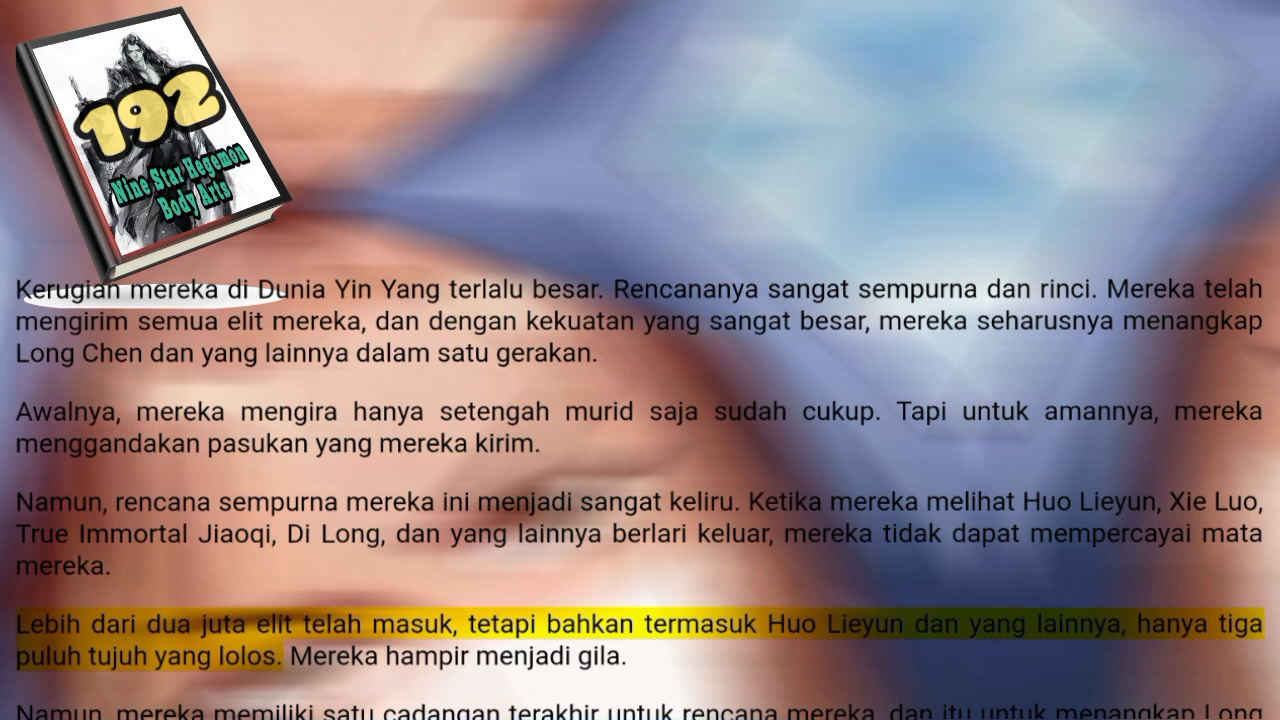 192
Nine Star Hegemon
Body Arts
Kerugian mereka di Dunia Yin Yang terlalu besar. Rencananya sangat sempurna dan rinci. Mereka telah
mengirim semua elit mereka, dan dengan kekuatan yang sangat besar, mereka seharusnya menangkap
Long Chen dan yang lainnya dalam satu gerakan.
Awalnya, mereka mengira hanya setengah murid saja sudah cukup. Tapi untuk amannya, mereka
menggandakan pasukan yang mereka kirim.
Namun, rencana sempurna mereka ini menjadi sangat keliru. Ketika mereka melihat Huo Lieyun, Xie Luo,
True Immortal Jiaoqi, Di Long, dan yang lainnya berlari keluar, mereka tidak dapat mempercayai mata
mereka.
Lebih dari dua juta elit telah masuk, tetapi bahkan termasuk Huo Lieyun dan yang lainnya, hanya tiga
puluh tujuh yang lolos. Mereka hampir menjadi gila.
Namun, mereka memiliki satu cadangan terakhir untuk rencana mereka, dan itu untuk menangkap Long